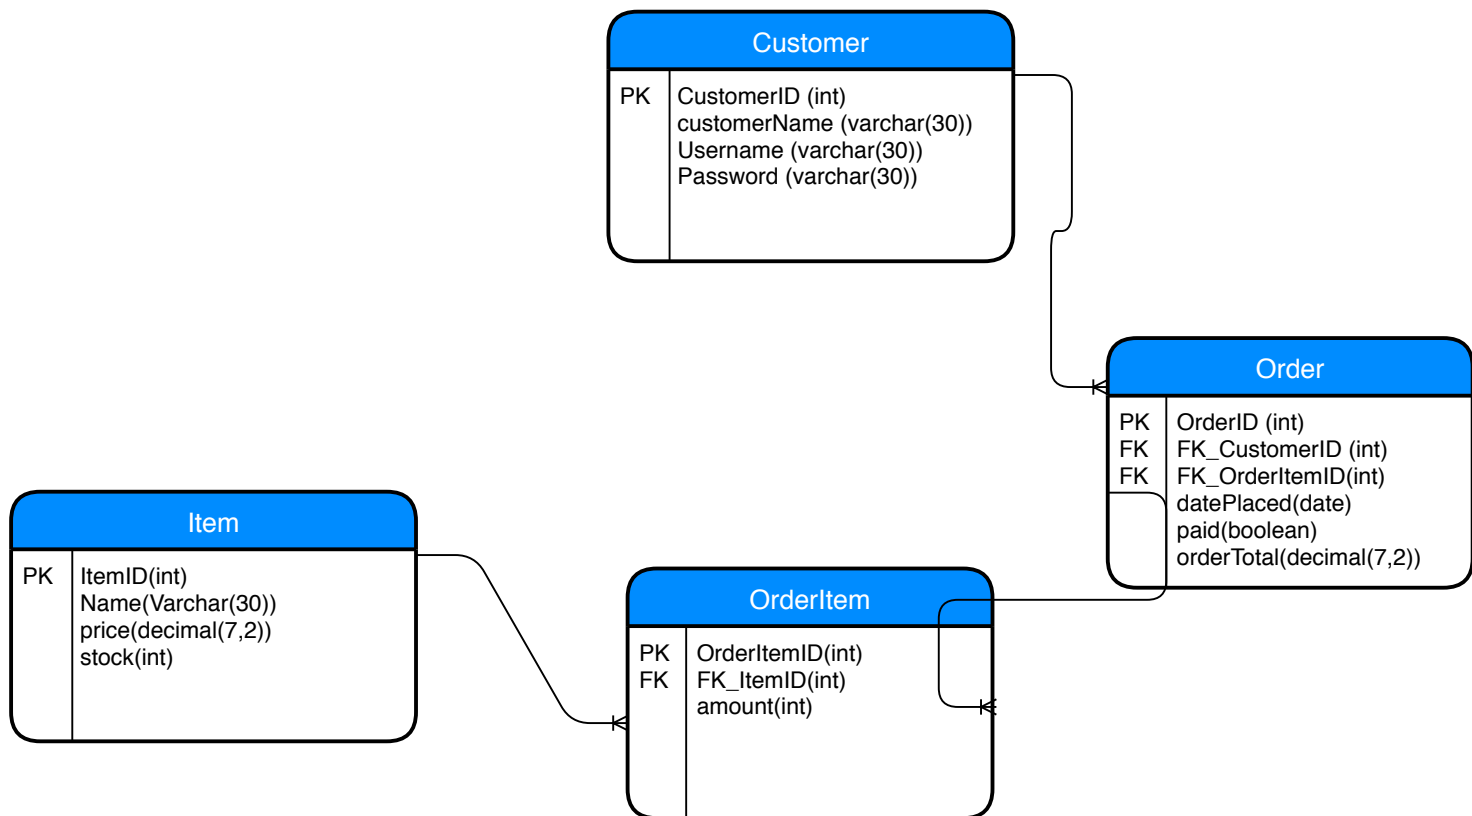 Customer
PK CustomerID (int)
customerName (varchar(30))
Username (varchar(30))
Password (varchar(30))
Order
PK OrderID (int)
FK FK_CustomerID (int)
FK FK_OrderItemID(int)
datePlaced(date)
paid(boolean)
orderTotal(decimal(7,2))
Item
PK ItemID(int)
Name(Varchar(30))
price(decimal(7,2))
stock(int)
OrderItem
PK OrderItemID(int)
FK FK_ItemID(int)
amount(int)